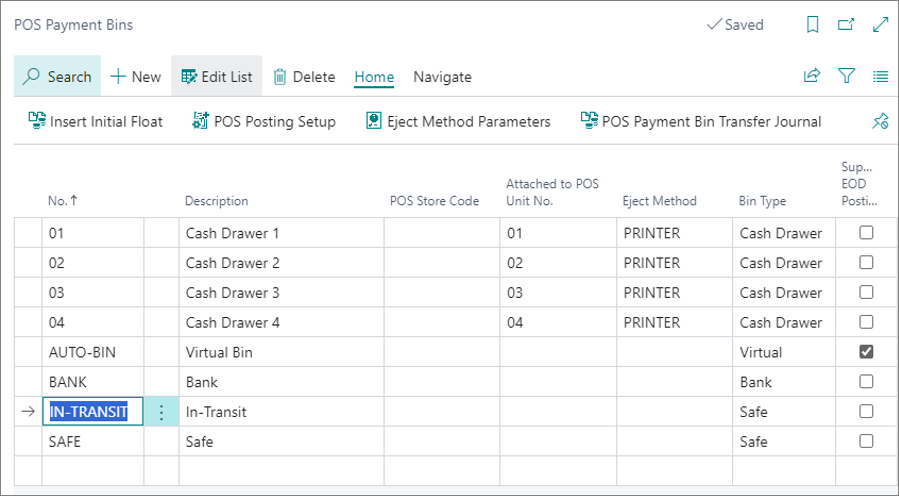 POS Payment Bins
Saved
Search
New
Edit List
Delete
Home
Navigate
Insert Initial Float
POS Posting Setup
Eject Method Parameters
POS Payment Bin Transfer Journal
No.↑
Description
POS Store Code
Attached to POS
Unit No.
Eject Method
Bin Type
Sup...
EOD
Posti...
01 Cash Drawer 1 01 PRINTER Cash Drawer
02 Cash Drawer 2 02 PRINTER Cash Drawer
03 Cash Drawer 3 03 PRINTER Cash Drawer
04 Cash Drawer 4 04 PRINTER Cash Drawer
AUTO-BIN Virtual Bin Virtual
BANK Bank Bank
IN-TRANSIT In-Transit Safe
SAFE Safe Safe